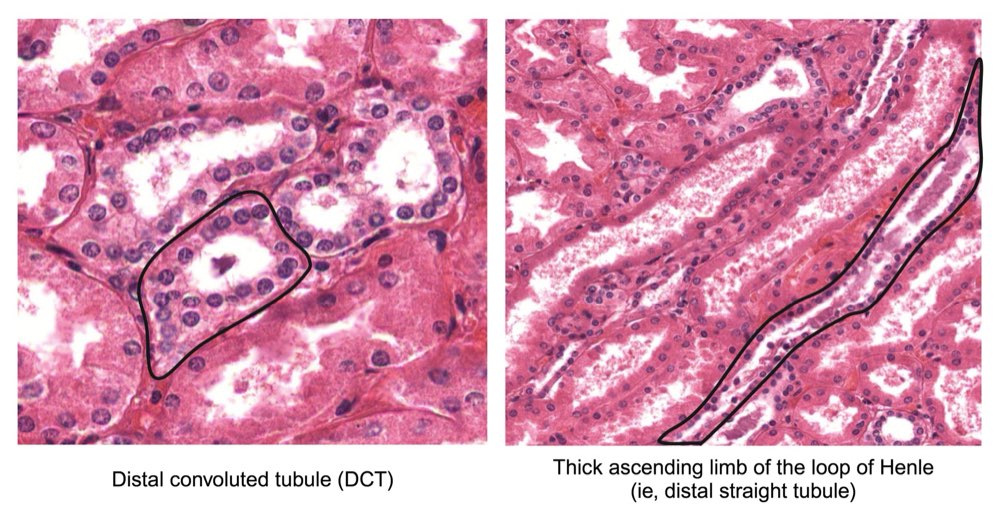 Distal convoluted tubule (DCT)
Thick ascending limb of the loop of Henle
(ie, distal straight tubule)